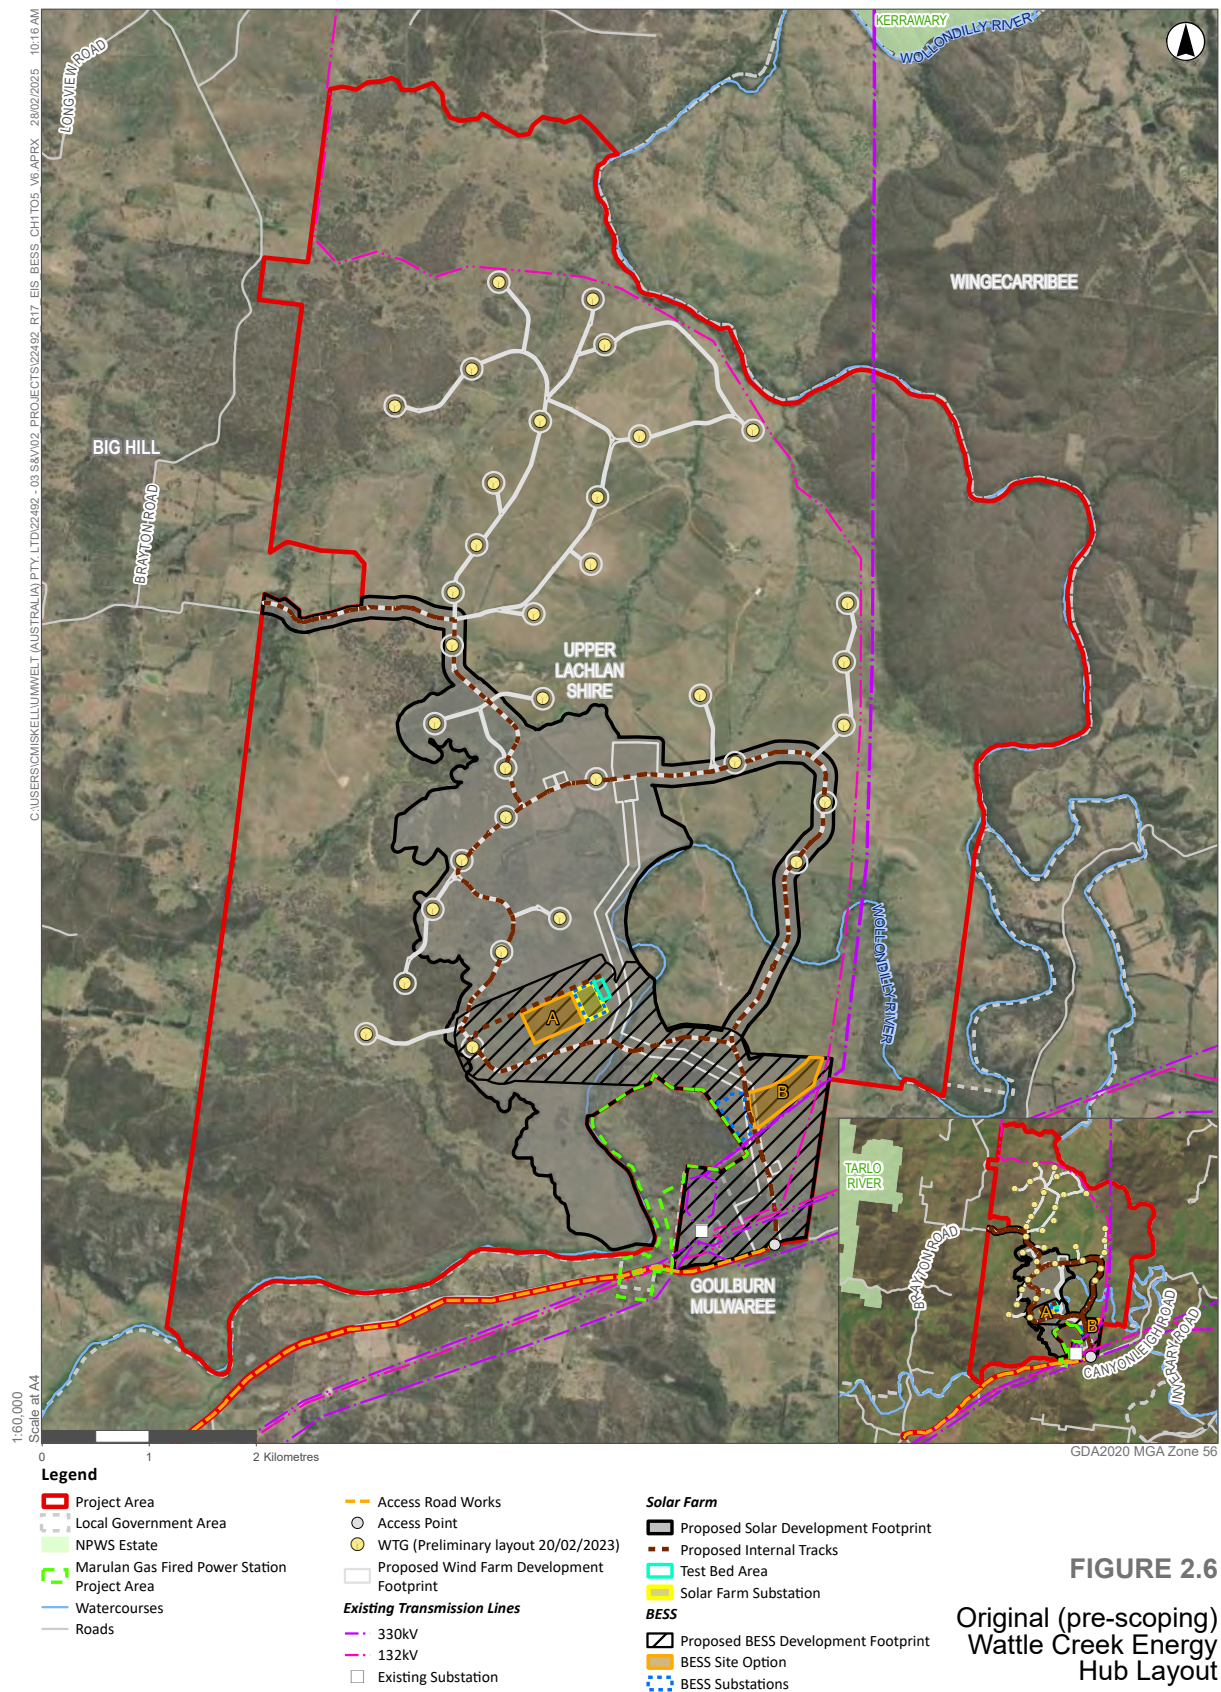 C:\USERS\CMISKELL\UMWELT (AUSTRALIA) PTY. LTD\22492 - 03 S&V\02 PROJECTS\22492_R17_EIS_BESS_CH1TO5_V6.APRX 28/02/2025 10:16 AM
KERRAWARY
WOLLONDILLY RIVER
LONGVIEW ROAD
WINGECARRIBEE
BIG HILL
BRAYTON ROAD
UPPER
LACHLAN
SHIRE
WOLLONDILLY RIVER
A
B
GOULBURN
MULWAREE
TARLO
RIVER
BRAYTON ROAD
A
B
CANYONLEIGH ROAD
INVERARY ROAD
1:60,000
Scale at A4
0 1 2 Kilometres
GDA2020 MGA Zone 56
Legend
Project Area
Local Government Area
NPWS Estate
Marulan Gas Fired Power Station
Project Area
Watercourses
Roads
Access Road Works
Access Point
WTG (Preliminary layout 20/02/2023)
Proposed Wind Farm Development
Footprint
Existing Transmission Lines
330kV
132kV
Existing Substation
Solar Farm
Proposed Solar Development Footprint
Proposed Internal Tracks
Test Bed Area
Solar Farm Substation
BESS
Proposed BESS Development Footprint
BESS Site Option
BESS Substations
FIGURE 2.6
Original (pre-scoping)
Wattle Creek Energy
Hub Layout